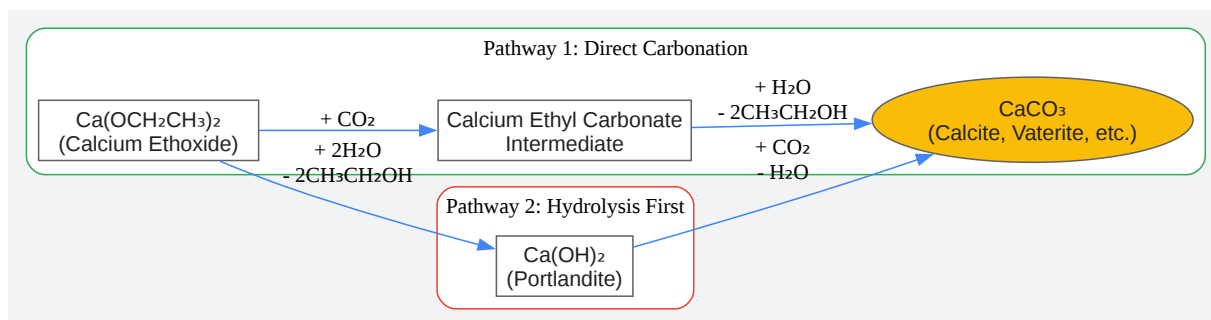 Pathway 1: Direct Carbonation
Ca(OCH₂CH₃)₂
(Calcium Ethoxide)
+ CO₂
Calcium Ethyl Carbonate
Intermediate
+ H₂O
- 2CH₃CH₂OH
CaCO₃
(Calcite, Vaterite, etc.)
+ 2H₂O
- 2CH₃CH₂OH
+ CO₂
- H₂O
Pathway 2: Hydrolysis First
Ca(OH)₂
(Portlandite)